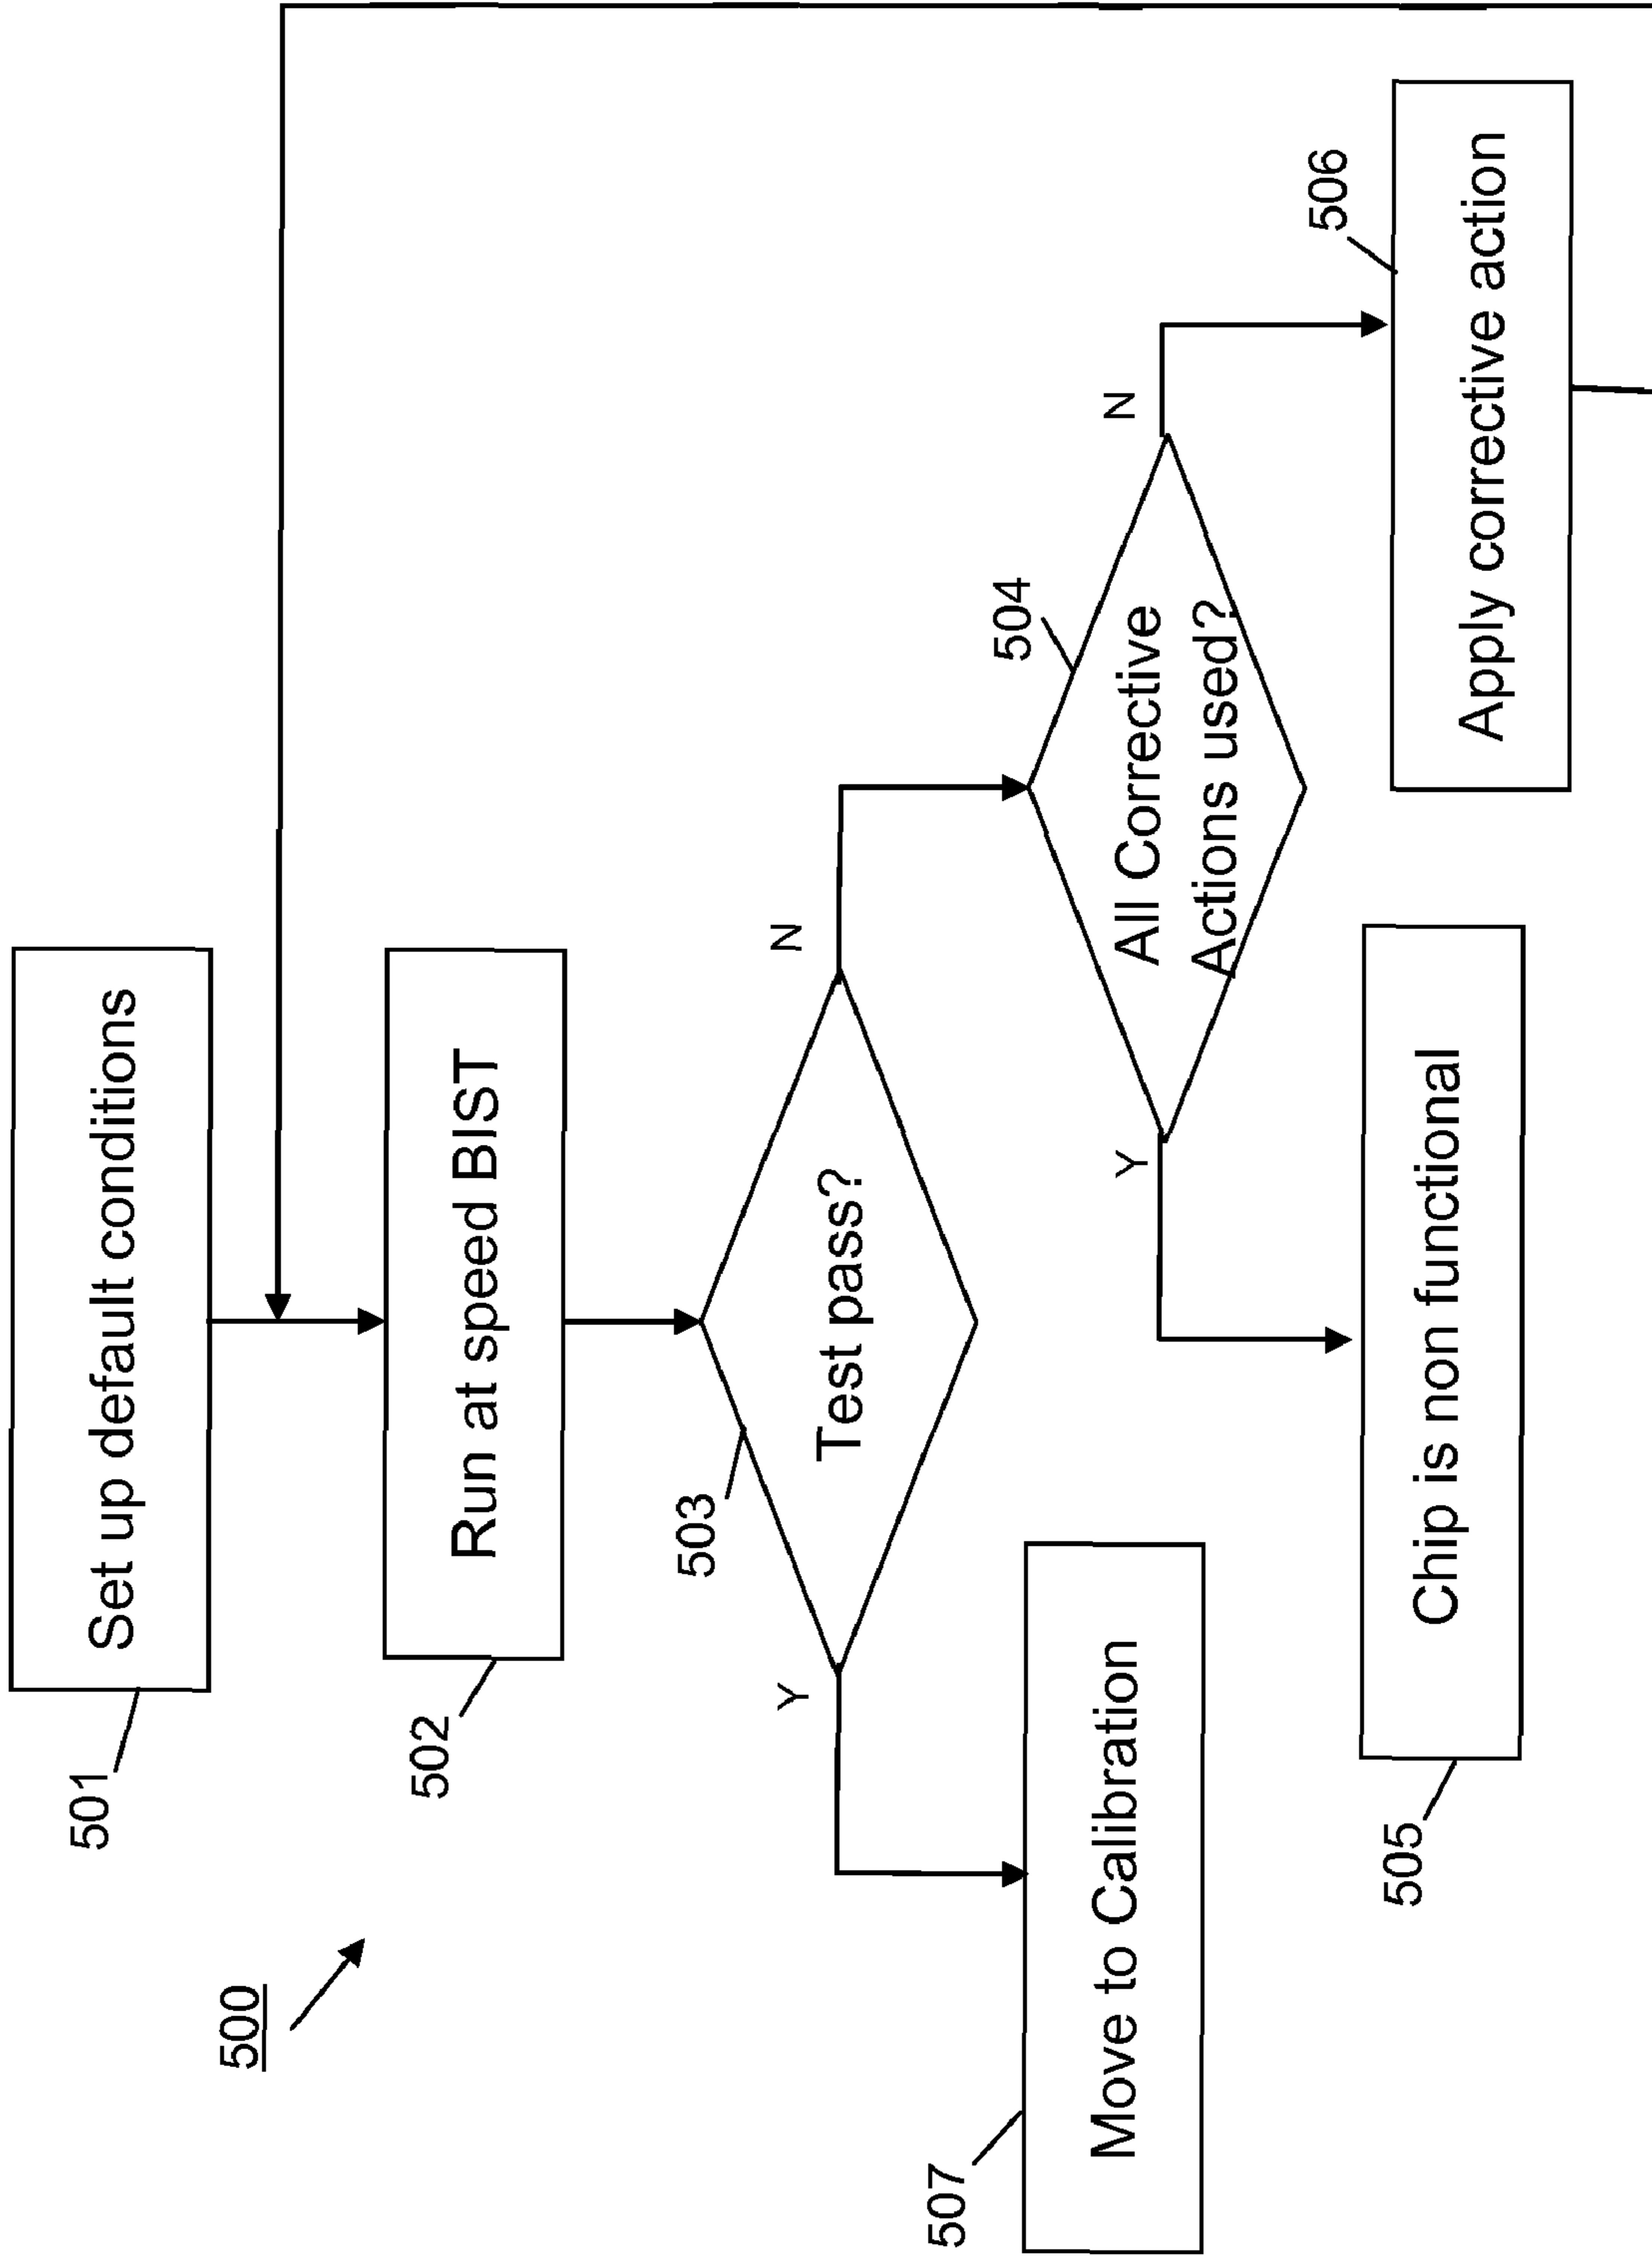 500
501
Set up default conditions
502
Run at speed BIST
503
Test pass?
Y
N
507
Move to Calibration
504
All Corrective
Actions used?
Y
N
505
Chip is non functional
506
Apply corrective action